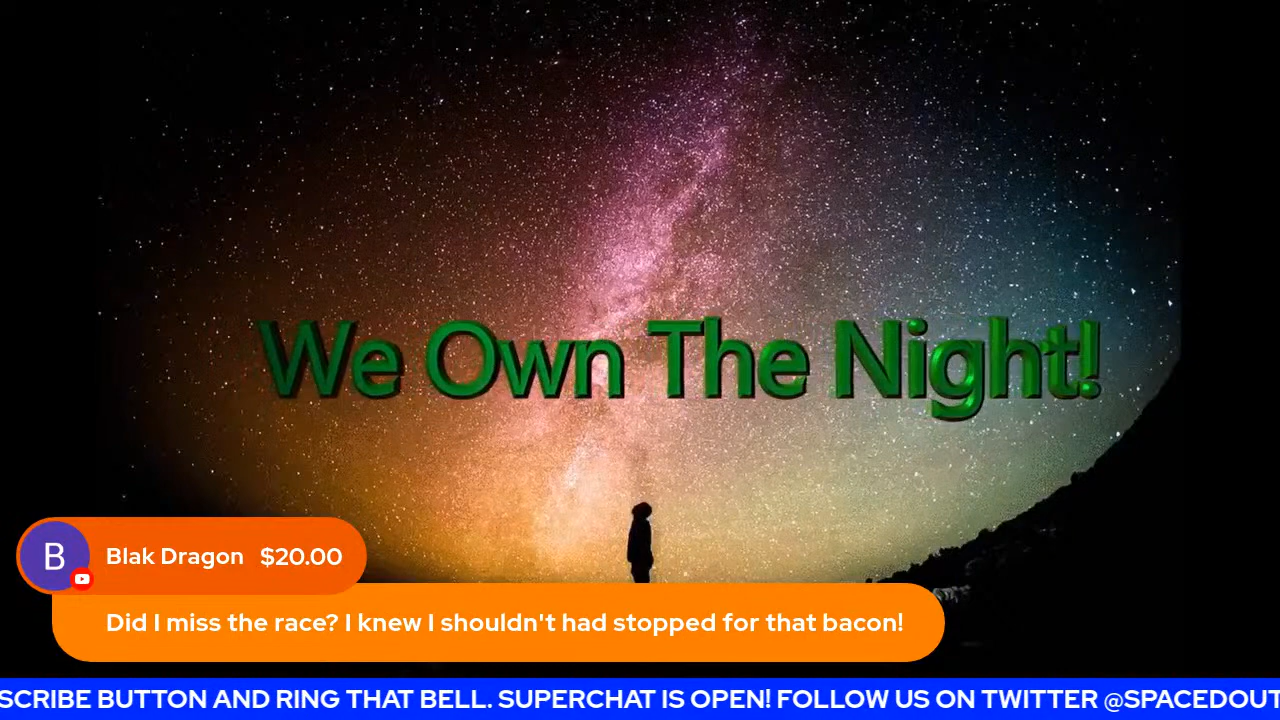 We Own The Night!
B
Blak Dragon $20.00
Did I miss the race? I knew I shouldn't had stopped for that bacon!
SCRIBE BUTTON AND RING THAT BELL. SUPERCHAT IS OPEN! FOLLOW US ON TWITTER @SPACEDOUT